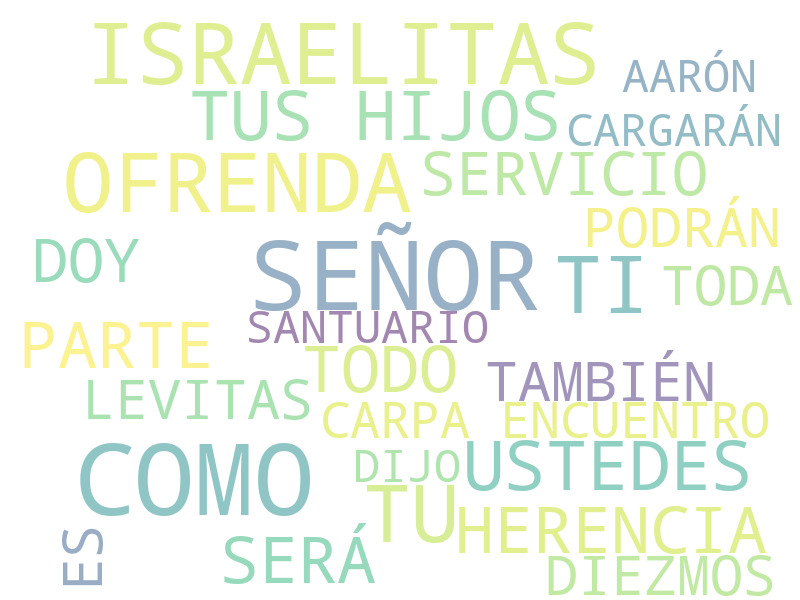 ISRAELITAS
AARÓN
TUS HIJOS
CARGARÁN
OFRENDA
SERVICIO
PODRÁN
DOY
SEÑOR
TI
TODA
SANTUARIO
PARTE
TODO
TAMBIÉN
LEVITAS
CARPA ENCUENTRO
COMO
DIJO
USTEDES
TU
HERENCIA
ES
SERÁ
DIEZMOS